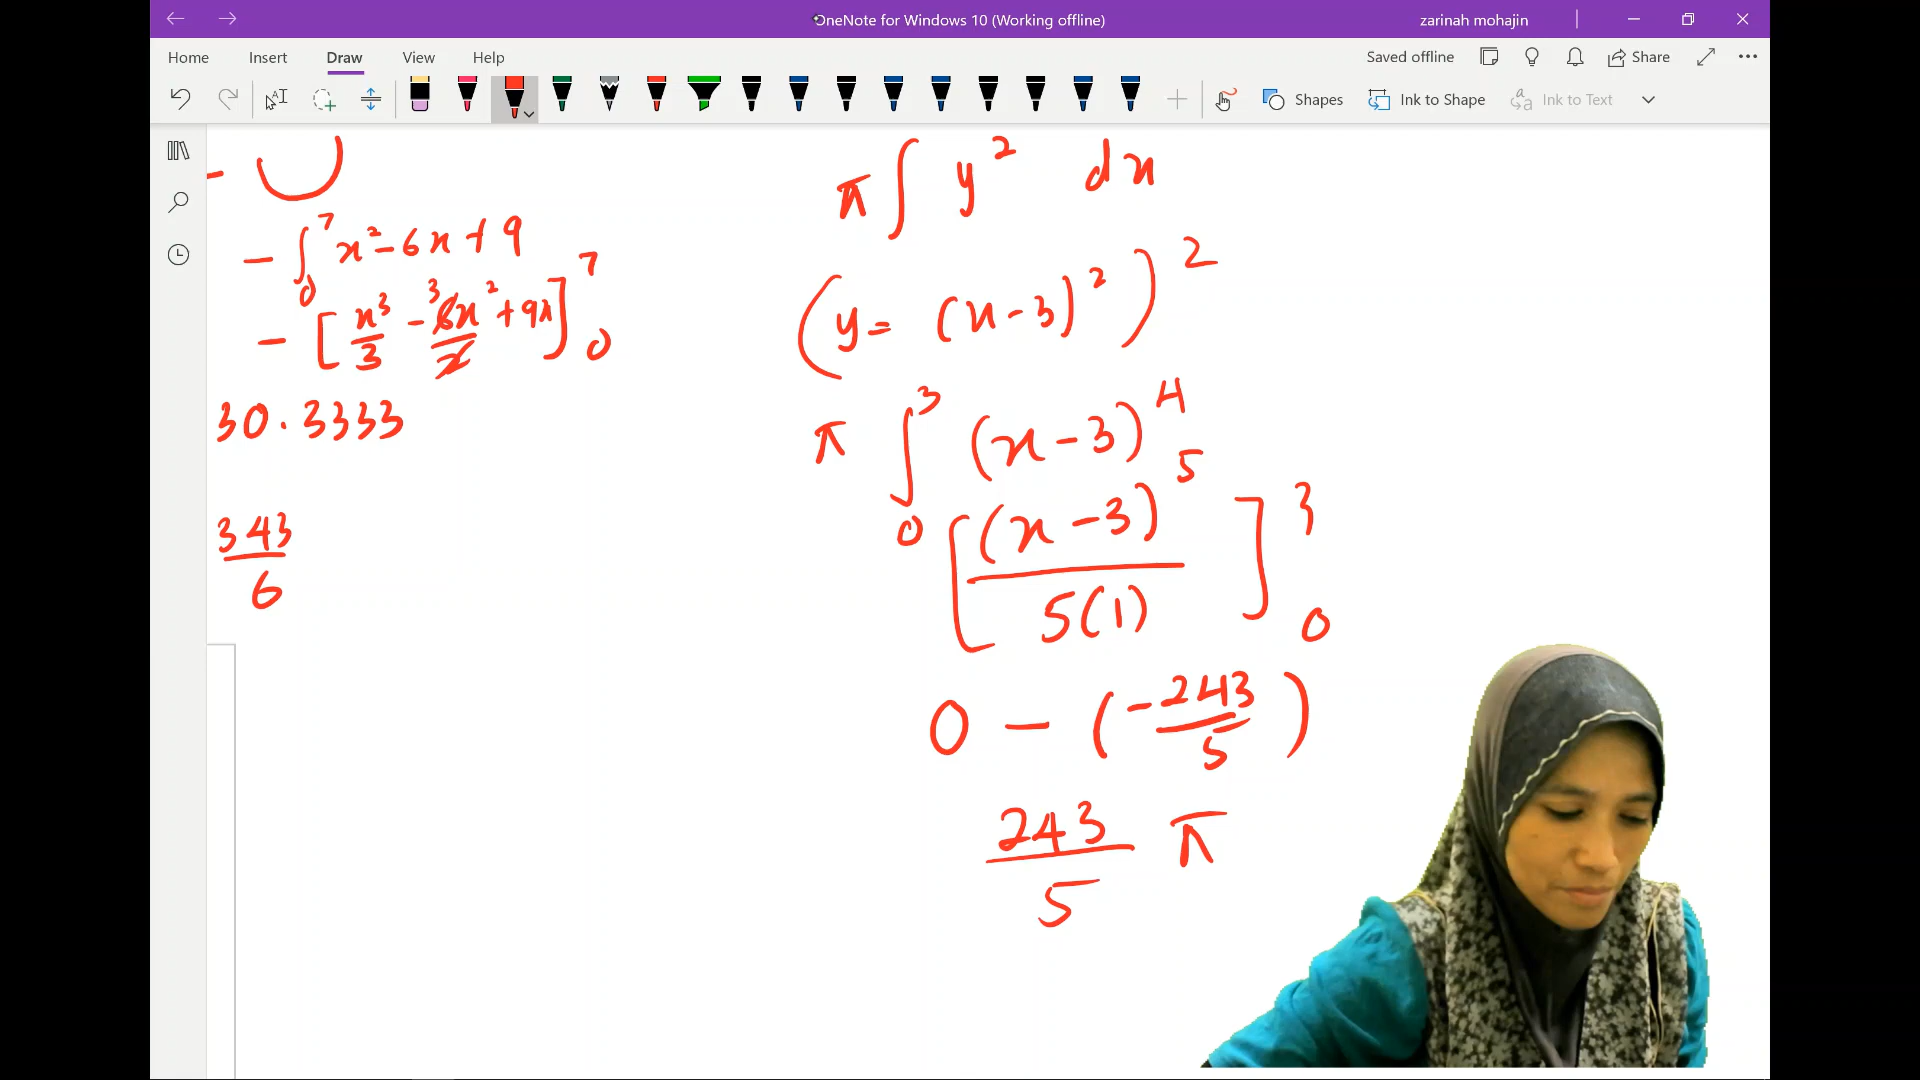 OneNote for Windows 10 (Working offline)
zarinah mohajin
Home Insert Draw View Help
Saved offline
Share
Shapes
Ink to Shape
Ink to Text
- ∫₀⁷ x² - 6x + 9
- [x³/3 - 6x²/2 + 9x]₀⁷
3
30.3333
343/6
π ∫ y² dx
(y = (x-3)²)²
π ∫₀³ (x-3)⁴
[(x-3)⁵ / 5(1)]₀³
0 - (-243/5)
243/5 π